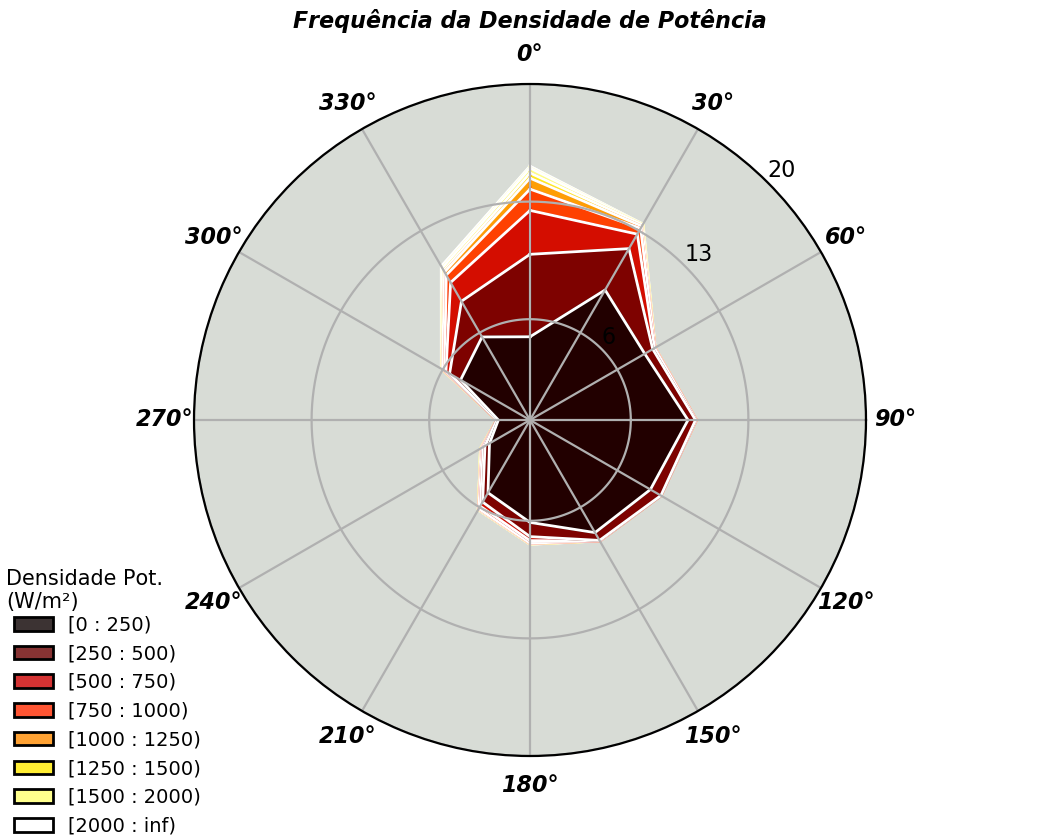 Frequência da Densidade de Potência
0°
330°
30°
20
300°
60°
13
6
270°
90°
Densidade Pot.
(W/m²)
240°
120°
[0 : 250)
[250 : 500)
[500 : 750)
[750 : 1000)
210°
150°
[1000 : 1250)
[1250 : 1500)
180°
[1500 : 2000)
[2000 : inf)